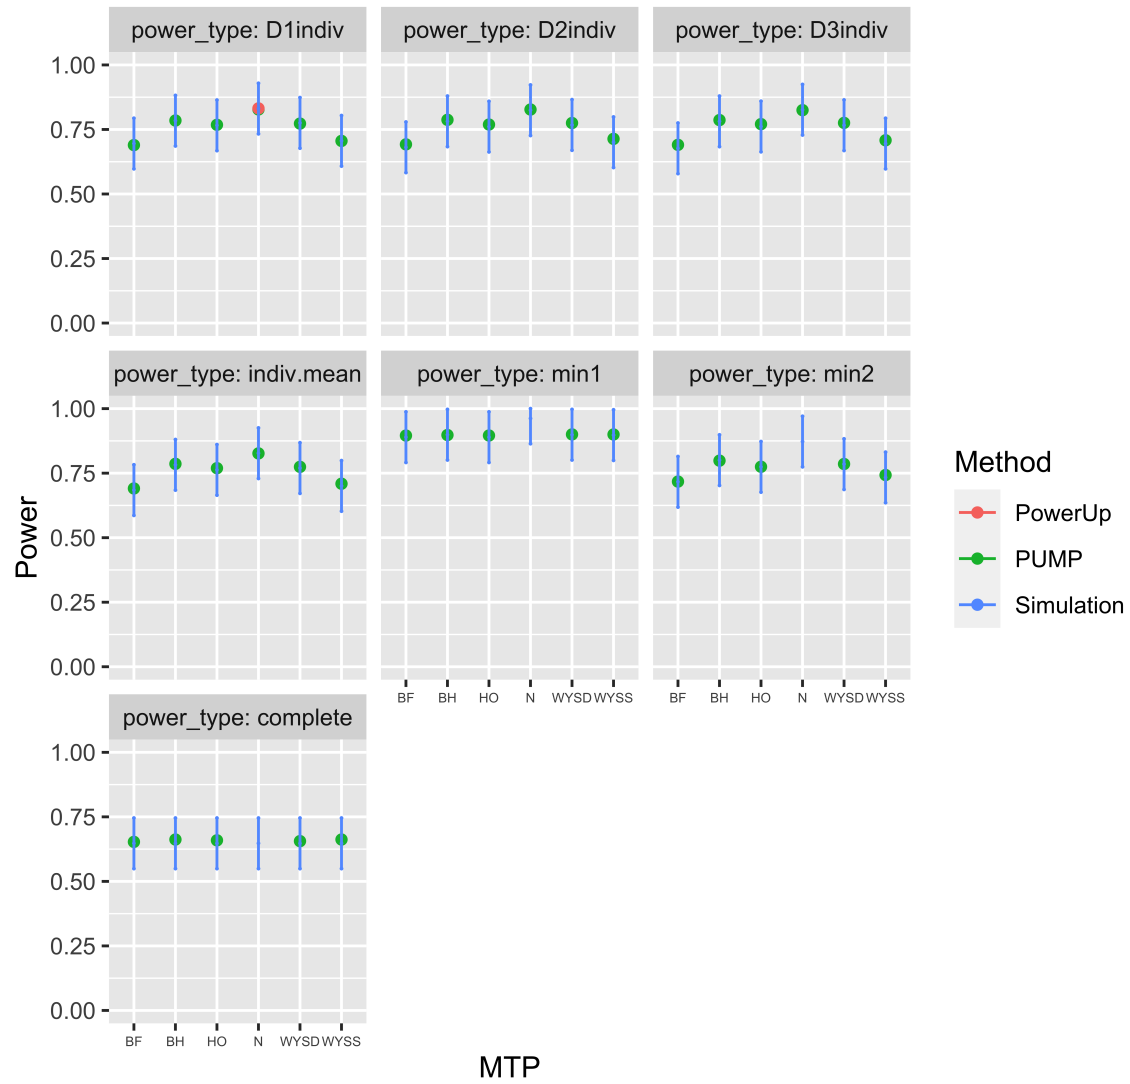 power_type: D1indiv power_type: D2indiv power_type: D3indiv
1.00
0.75
0.50
0.25
0.00
power_type: indiv.mean power_type: min1 power_type: min2
1.00
0.75
0.50
0.25
0.00
BF BH HO N WYSD WYSS BF BH HO N WYSD WYSS
power_type: complete
1.00
0.75
0.50
0.25
0.00
BF BH HO N WYSD WYSS
Power
MTP
Method
PowerUp
PUMP
Simulation